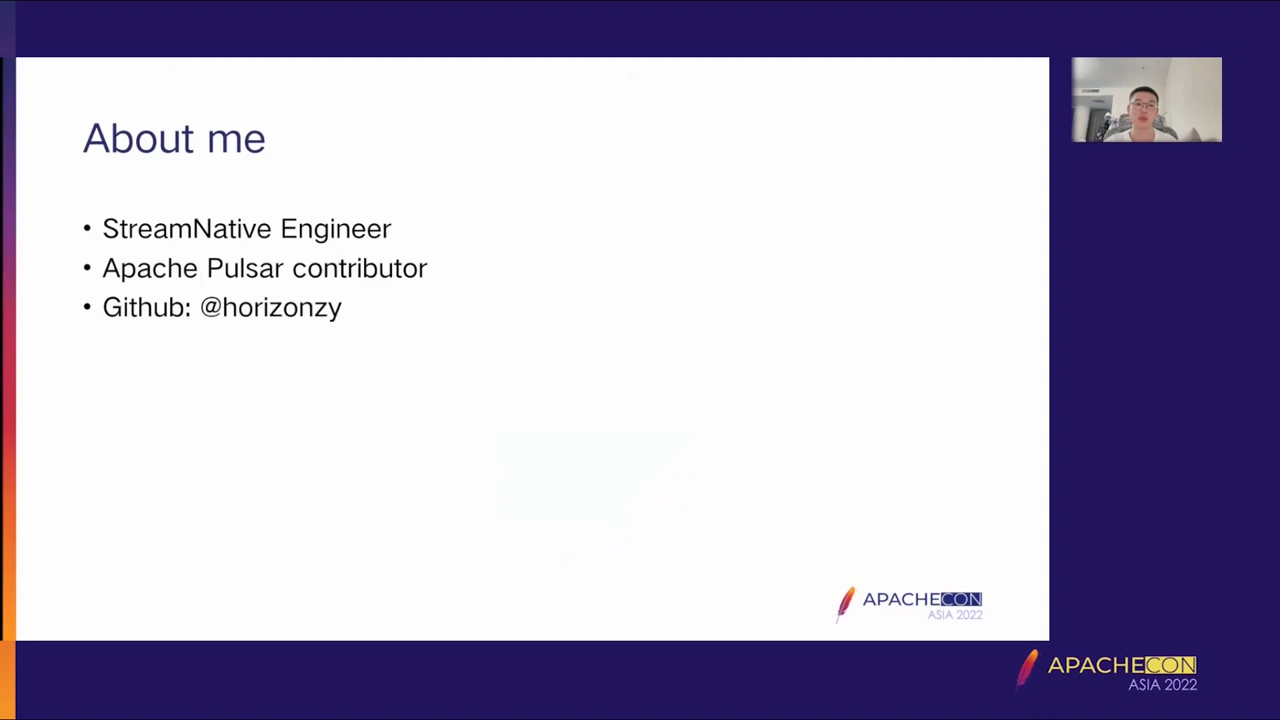 About me
• StreamNative Engineer
• Apache Pulsar contributor
• Github: @horizonzy
APACHECON
ASIA 2022
APACHECON
ASIA 2022